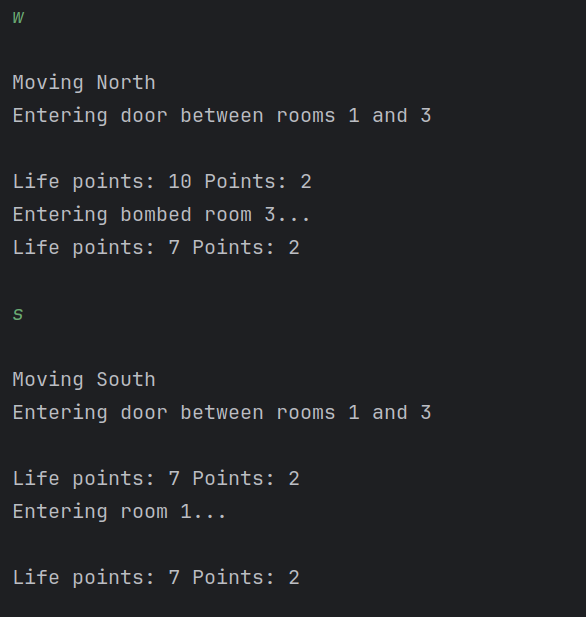 w
Moving North
Entering door between rooms 1 and 3
Life points: 10 Points: 2
Entering bombed room 3...
Life points: 7 Points: 2
s
Moving South
Entering door between rooms 1 and 3
Life points: 7 Points: 2
Entering room 1...
Life points: 7 Points: 2